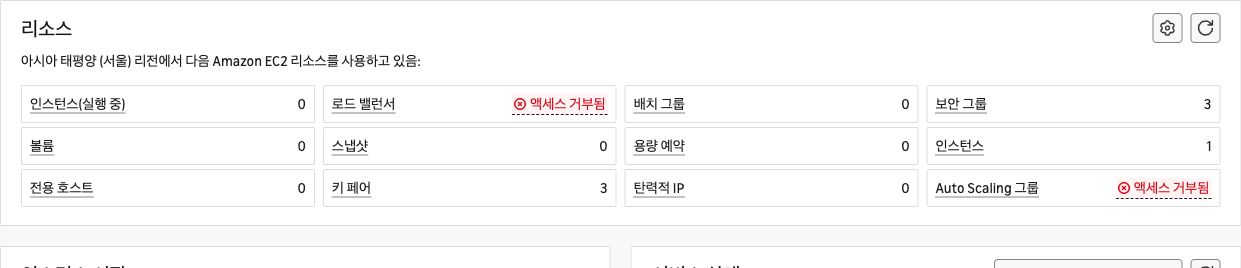 리소스
아시아 태평양 (서울) 리전에서 다음 Amazon EC2 리소스를 사용하고 있음:
인스턴스(실행 중) 0 로드 밸런서 액세스 거부됨 배치 그룹 0 보안 그룹 3
볼륨 0 스냅샷 0 용량 예약 0 인스턴스 1
전용 호스트 0 키 페어 3 탄력적 IP 0 Auto Scaling 그룹 액세스 거부됨